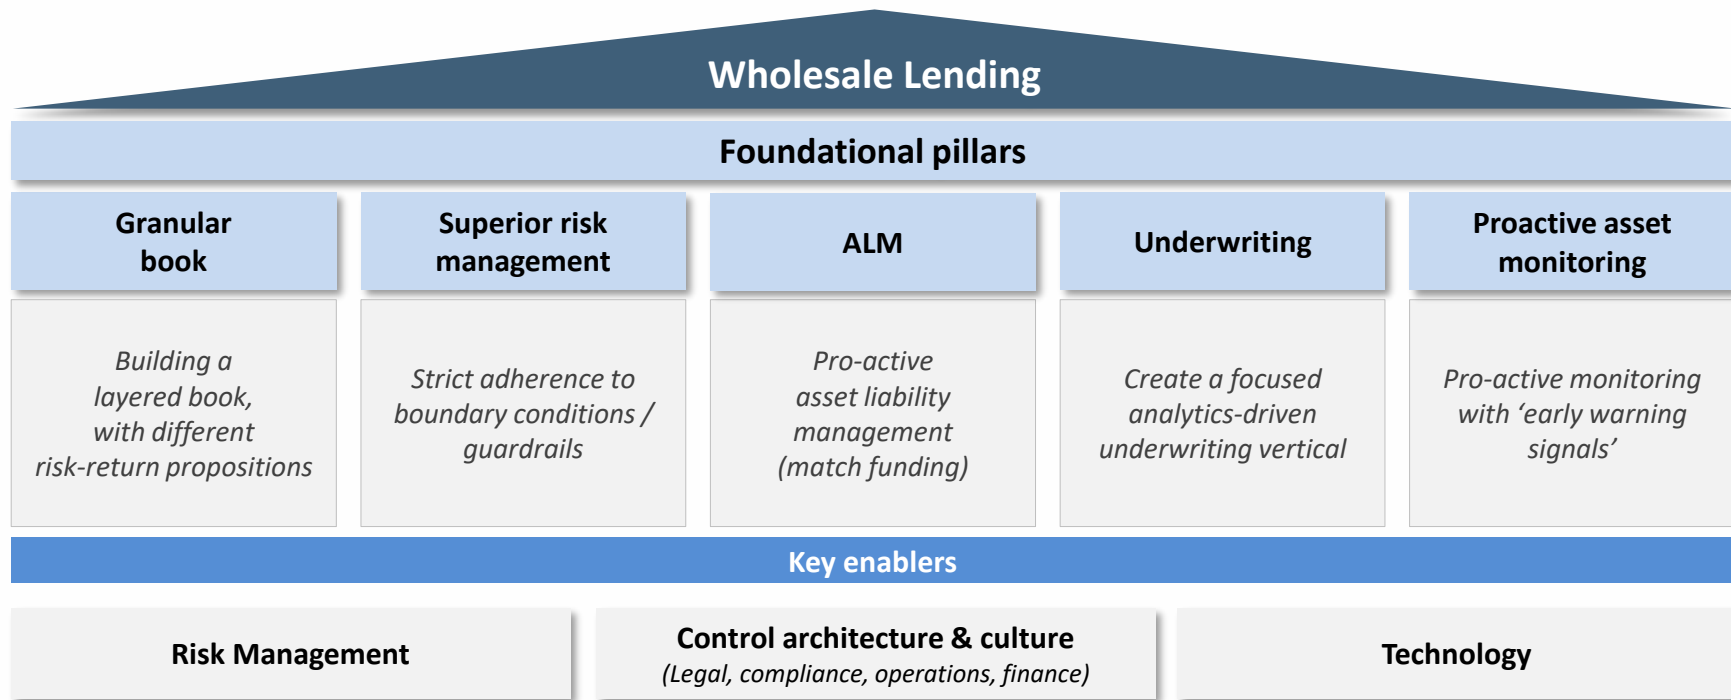 Wholesale Lending
Foundational pillars
Granular
book
Superior risk
management
ALM
Underwriting
Proactive asset
monitoring
Building a
layered book,
with different
risk-return propositions
Strict adherence to
boundary conditions /
guardrails
Pro-active
asset liability
management
(match funding)
Create a focused
analytics-driven
underwriting vertical
Pro-active monitoring
with ‘early warning
signals’
Key enablers
Risk Management
Control architecture & culture
(Legal, compliance, operations, finance)
Technology